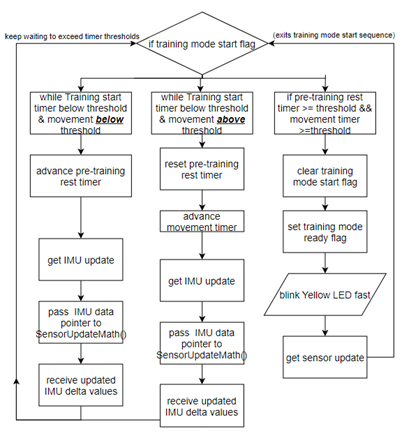 keep waiting to exceed timer thresholds
(exits training mode start sequence)
if training mode start flag
while Training start
timer below threshold
& movement below
threshold
while Training start
timer below threshold
& movement above
threshold
if pre-training rest
timer >= threshold &&
movement timer
>=threshold
advance pre-training
rest timer
reset pre-training
rest timer
clear training
mode start flag
advance
movement timer
set training mode
ready flag
get IMU update
get IMU update
blink Yellow LED fast
pass IMU data
pointer to
SensorUpdateMath()
pass IMU data
pointer to
SensorUpdateMath()
get sensor update
receive updated
IMU delta values
receive updated
IMU delta values